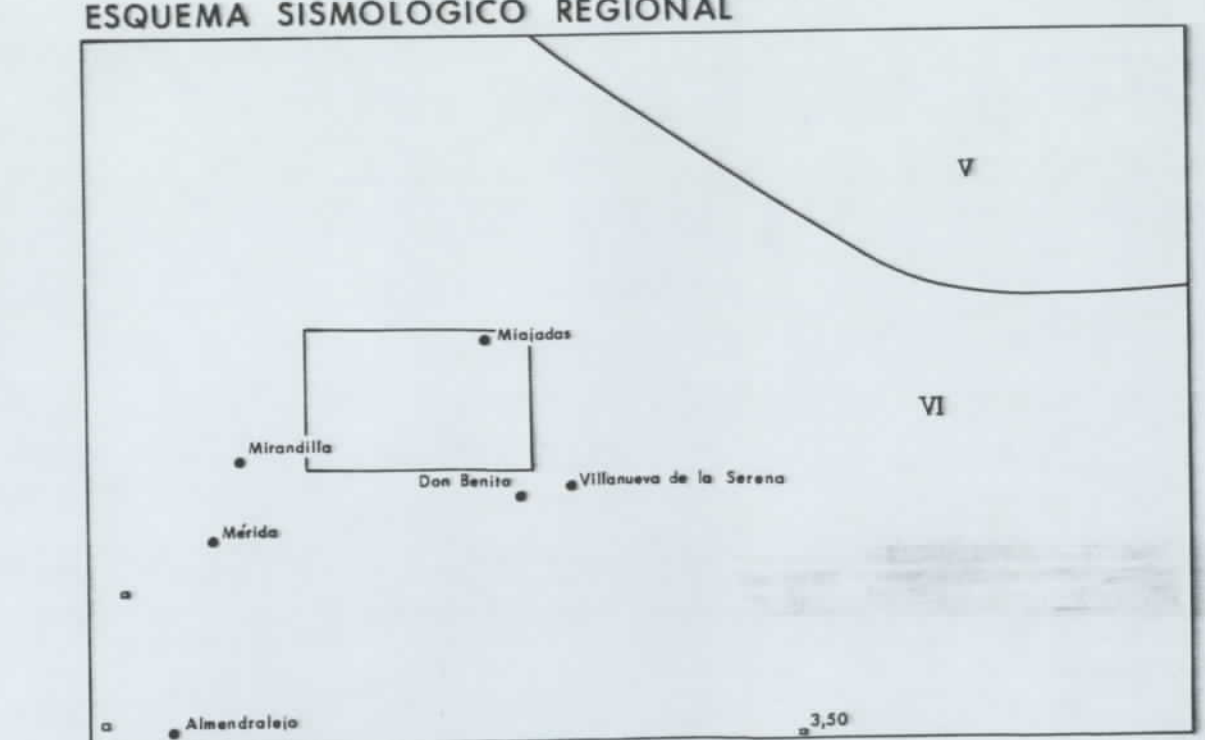 ESQUEMA SISMOLOGICO REGIONAL
V
Miajadas
VI
Mirandilla
Don Benito
Villanueva de la Serena
Mérida
Almendralejo
3,50